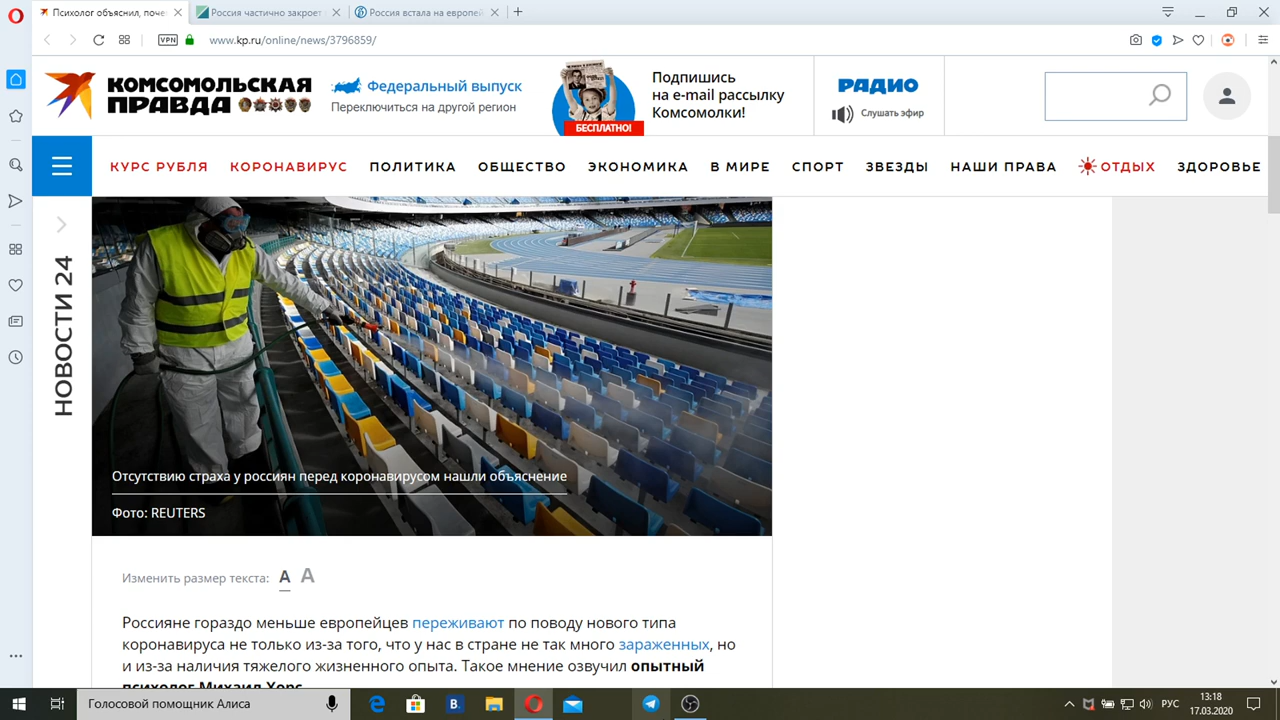 Психолог объяснил, поче
Россия частично закроет
Россия встала на европей
VPN
www.kp.ru/online/news/3796859/
КОМСОМОЛЬСКАЯ
ПРАВДА
Федеральный выпуск
Переключиться на другой регион
БЕСПЛАТНО!
Подпишись
на e-mail рассылку
Комсомолки!
РАДИО
Слушать эфир
КУРС РУБЛЯ КОРОНАВИРУС ПОЛИТИКА ОБЩЕСТВО ЭКОНОМИКА В МИРЕ СПОРТ ЗВЕЗДЫ НАШИ ПРАВА ОТДЫХ ЗДОРОВЬЕ
НОВОСТИ 24
Отсутствию страха у россиян перед коронавирусом нашли объяснение
Фото: REUTERS
Изменить размер текста: А А
Россияне гораздо меньше европейцев переживают по поводу нового типа
коронавируса не только из-за того, что у нас в стране не так много зараженных, но
и из-за наличия тяжелого жизненного опыта. Такое мнение озвучил опытный
психолог Михаил Хорс
Голосовой помощник Алиса
РУС
13:18
17.03.2020